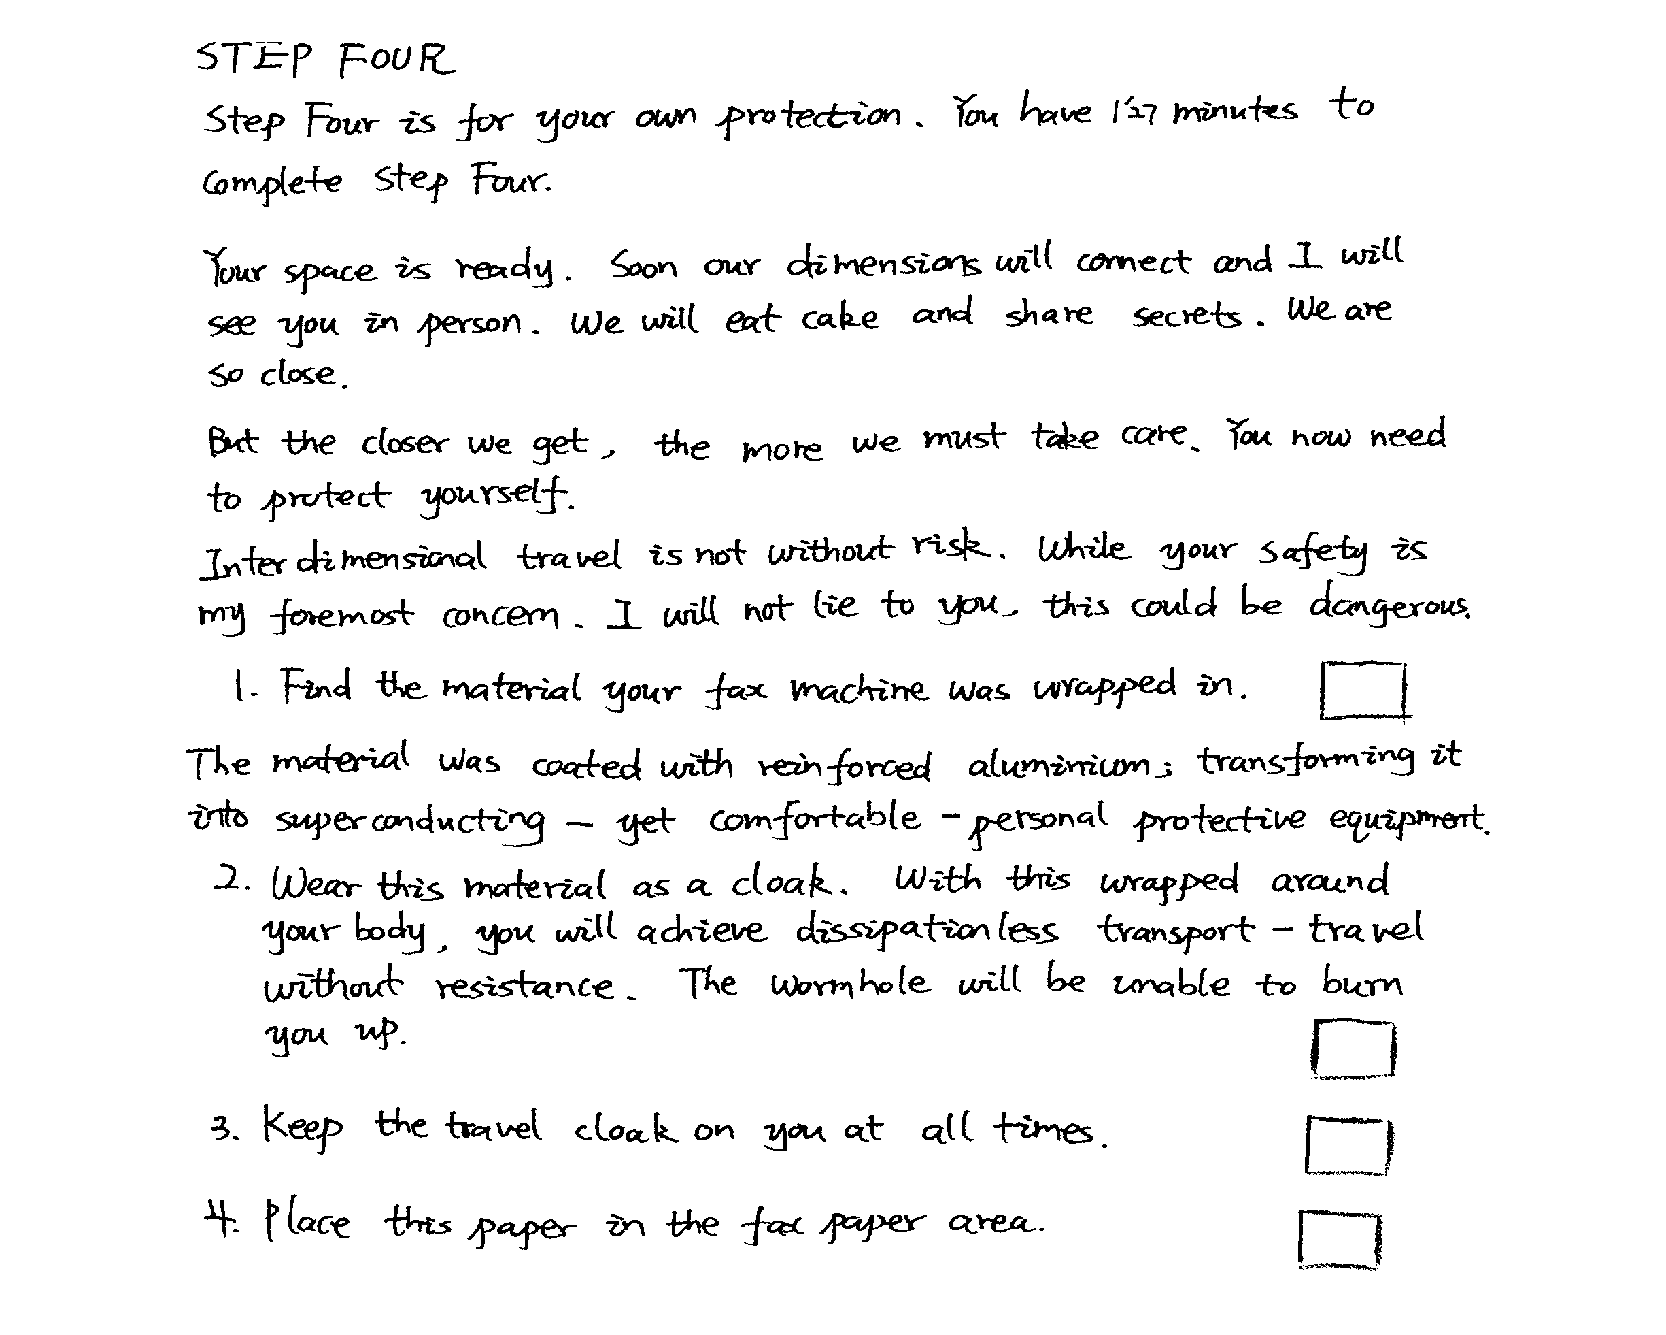 STEP FOUR
Step Four is for your own protection. You have 1'27 minutes to
complete Step Four.
Your space is ready. Soon our dimensions will connect and I will
see you in person. We will eat cake and share secrets. We are
so close.
But the closer we get, the more we must take care. You now need
to protect yourself.
Interdimensional travel is not without risk. While your safety is
my foremost concern. I will not lie to you, this could be dangerous.
1. Find the material your fax machine was wrapped in.
The material was coated with reinforced aluminium; transforming it
into superconducting - yet comfortable - personal protective equipment.
2. Wear this material as a cloak. With this wrapped around
your body, you will achieve dissipationless transport - travel
without resistance. The wormhole will be unable to burn
you up.
3. Keep the travel cloak on you at all times.
4. Place this paper in the fax paper area.